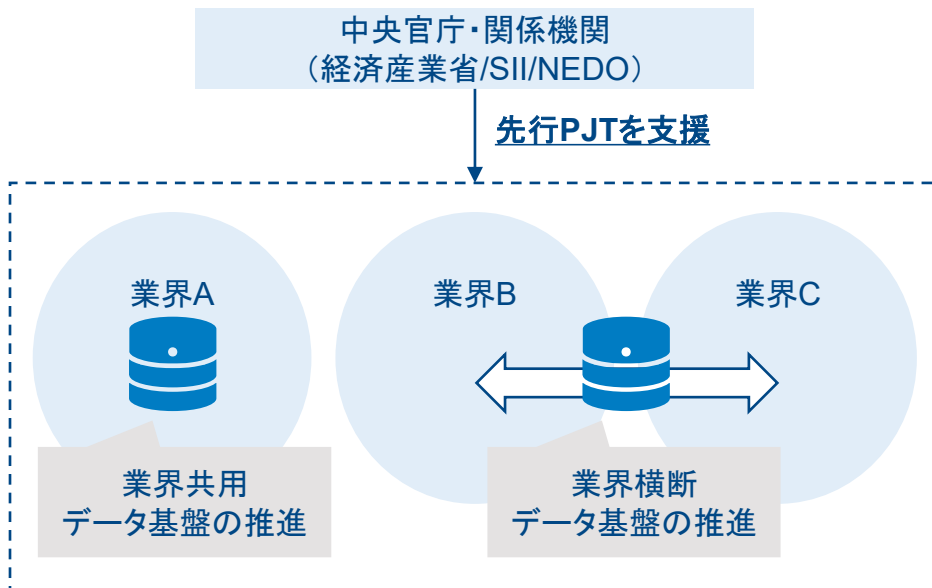 中央官庁・関係機関
（経済産業省/SII/NEDO）
先行PJTを支援
業界A
業界B
業界C
業界共用
データ基盤の推進
業界横断
データ基盤の推進